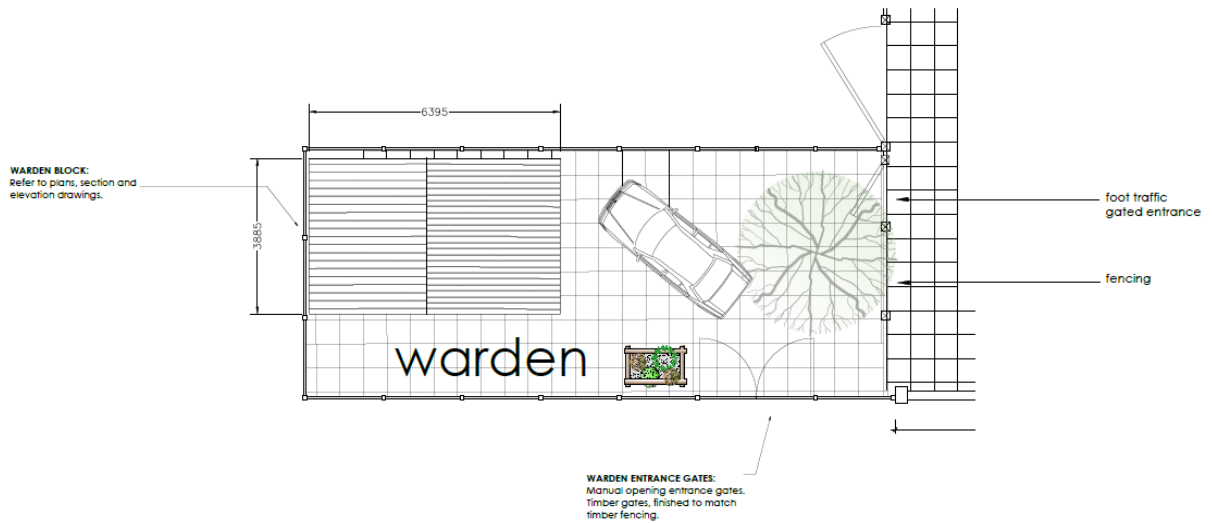 6395
WARDEN BLOCK:
Refer to plans, section and
elevation drawings.
3885
foot traffic
gated entrance
fencing
warden
WARDEN ENTRANCE GATES:
Manual opening entrance gates.
Timber gates, finished to match
timber fencing.